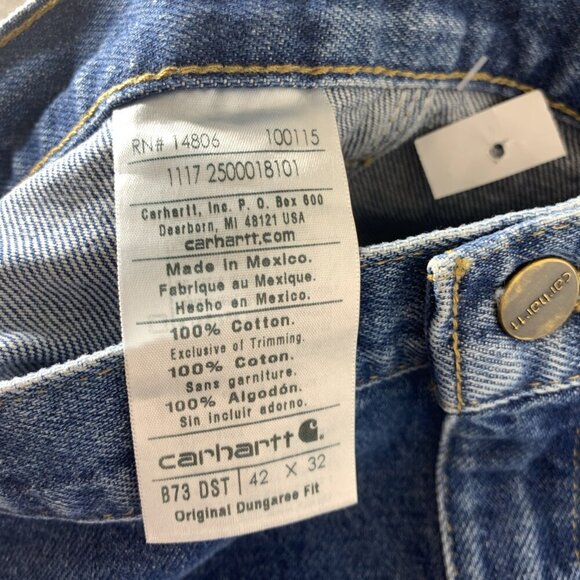 RN# 14806 100115
1117 2500018101
Carhartt, Inc. P. O. Box 600
Dearborn, MI 48121 USA
carhartt.com
Made in Mexico.
Fabrique au Mexique.
Hecho en Mexico.
100% Cotton.
Exclusive of Trimming.
100% Coton.
Sans garniture.
100% Algodón.
Sin incluir adorno.
carhartt
B73 DST 42 X 32
Original Dungaree Fit
carhartt